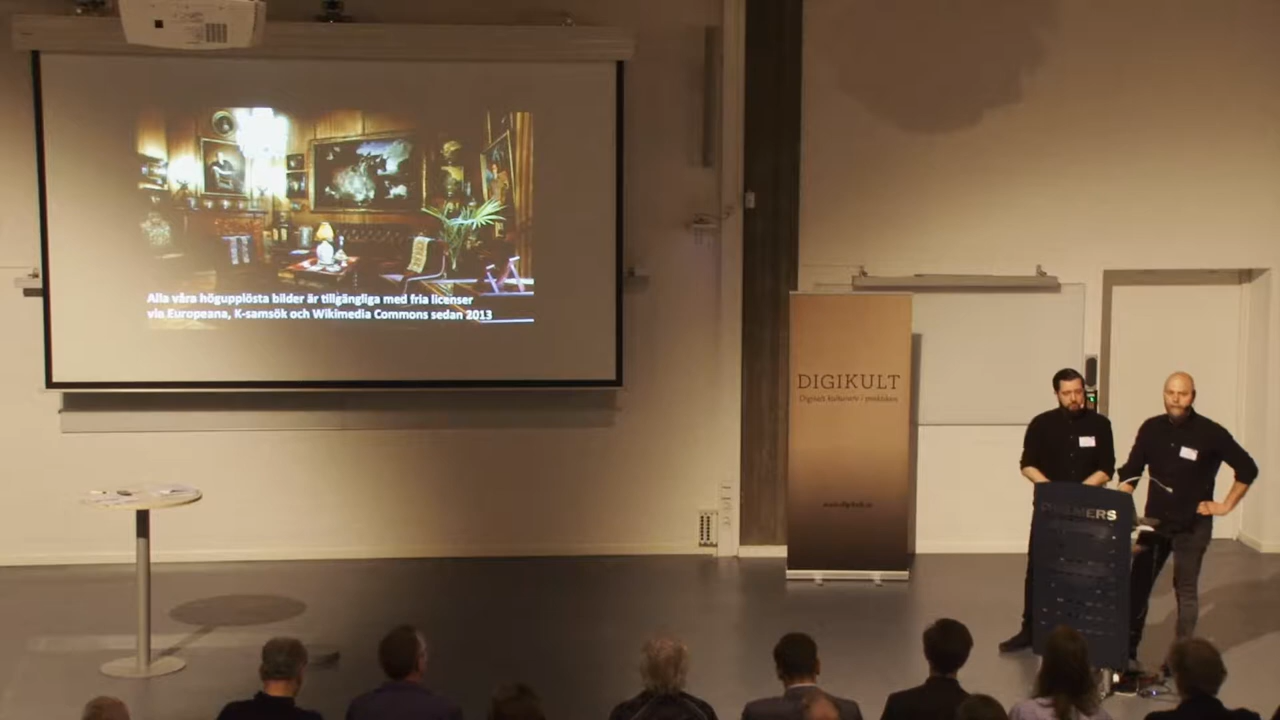 Alla våra högupplösta bilder är tillgängliga med fria licenser
via Europeana, K-samsök och Wikimedia Commons sedan 2013
DIGIKULT
Digitalt kulturarv i praktiken
CHALMERS